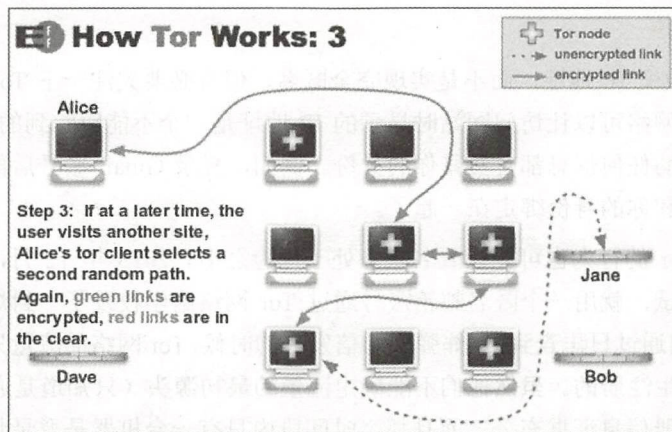 How Tor Works: 3
Tor node
unencrypted link
encrypted link
Alice
Step 3: If at a later time, the
user visits another site,
Alice's tor client selects a
second random path.
Again, green links are
encrypted, red links are in
the clear.
Jane
Dave
Bob